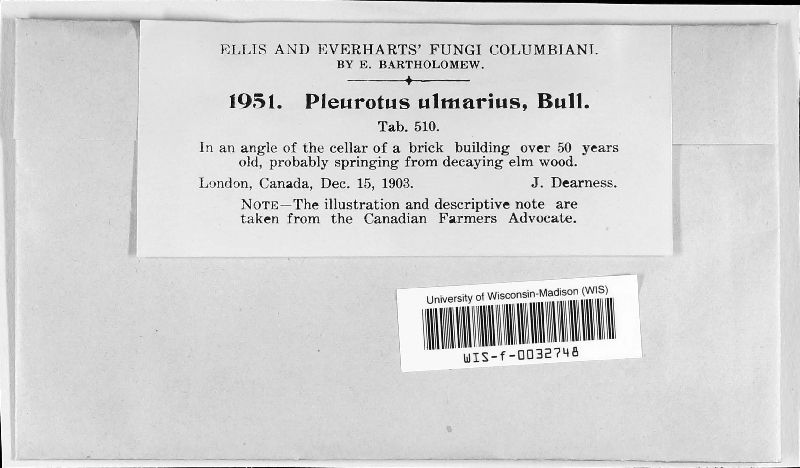 ELLIS AND EVERHARTS' FUNGI COLUMBIANI.
BY E. BARTHOLOMEW.
1951. Pleurotus ulmarius, Bull.
Tab. 510.
In an angle of the cellar of a brick building over 50 years
old, probably springing from decaying elm wood.
London, Canada, Dec. 15, 1903. J. Dearness.
NOTE—The illustration and descriptive note are
taken from the Canadian Farmers Advocate.
University of Wisconsin-Madison (WIS)
WIS-f-0032748